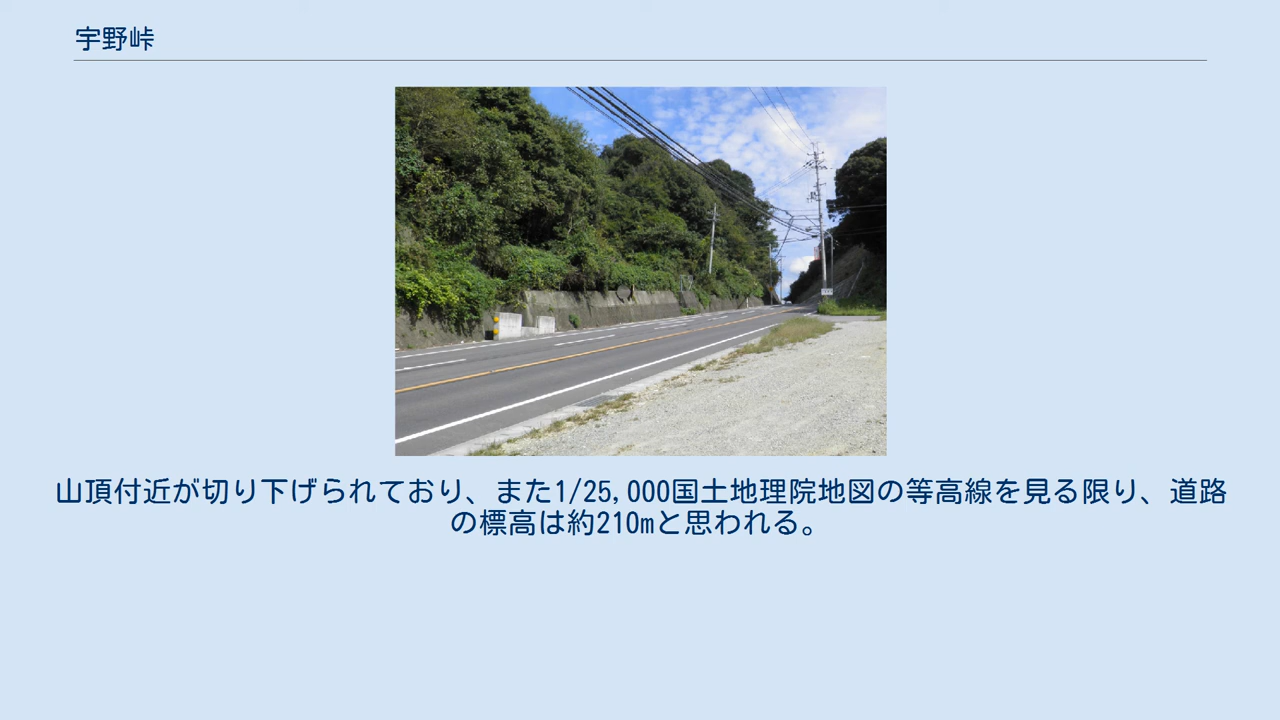 宇野峠
山頂付近が切り下げられており、また1/25,000国土地理院地図の等高線を見る限り、道路
の標高は約210mと思われる。